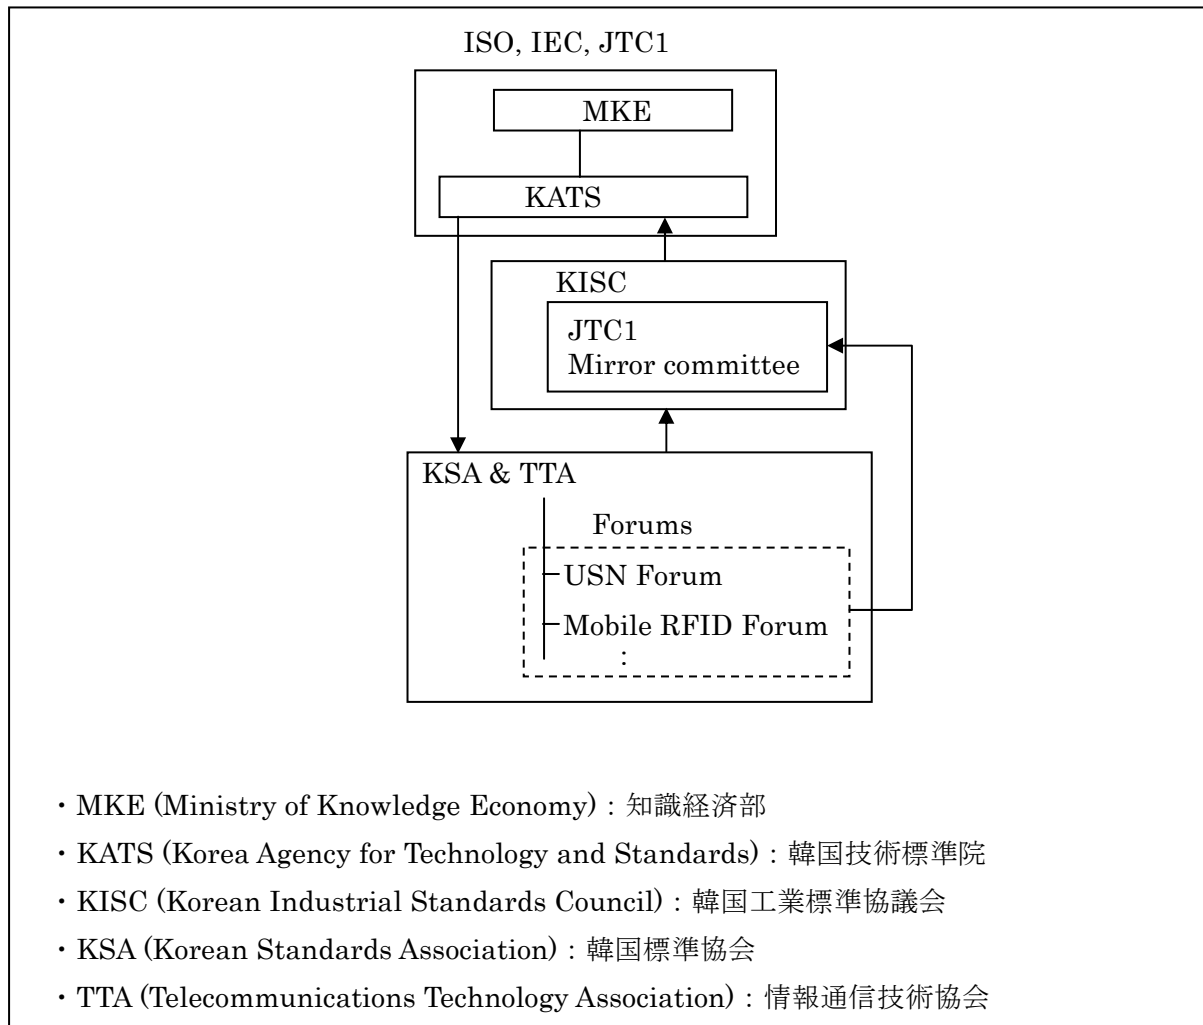 ISO, IEC, JTC1
MKE
KATS
KISC
JTC1
Mirror committee
KSA & TTA
Forums
USN Forum
Mobile RFID Forum
:
・MKE (Ministry of Knowledge Economy)：知識経済部
・KATS (Korea Agency for Technology and Standards)：韓国技術標準院
・KISC (Korean Industrial Standards Council)：韓国工業標準協議会
・KSA (Korean Standards Association)：韓国標準協会
・TTA (Telecommunications Technology Association)：情報通信技術協会